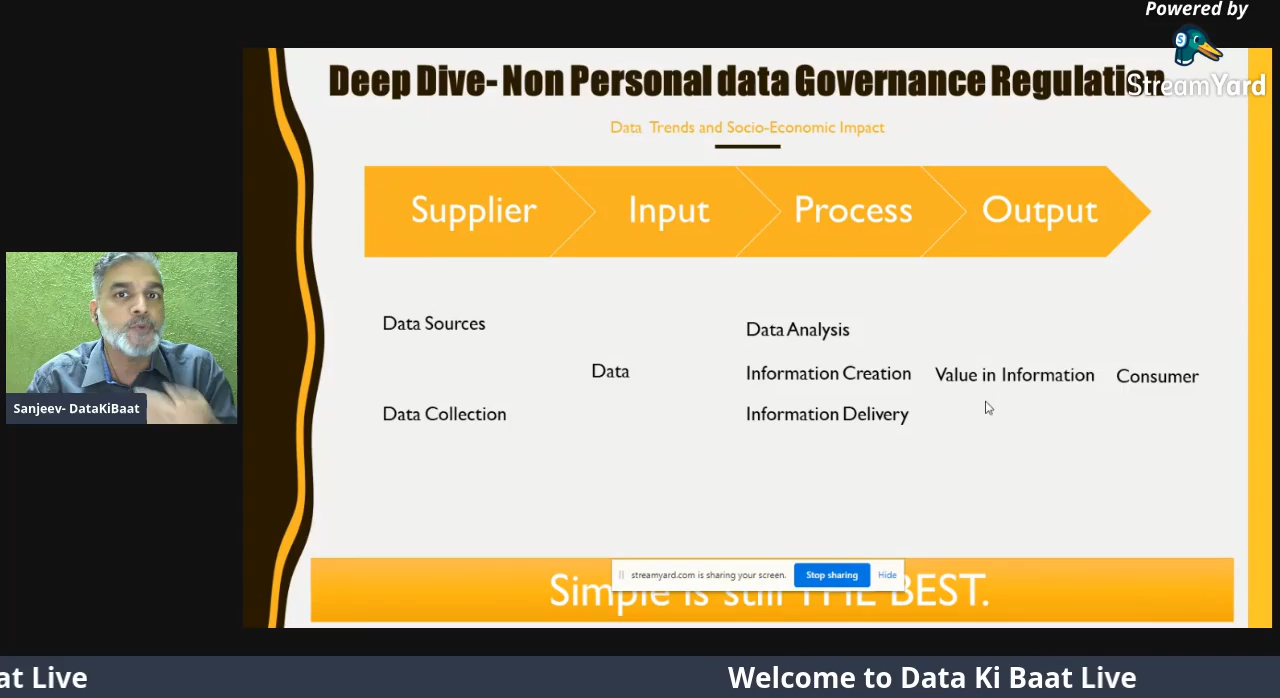 Powered by
S
StreamYard
Deep Dive- Non Personal data Governance Regulation
Data Trends and Socio-Economic Impact
Supplier
Input
Process
Output
Data Sources
Data Collection
Data
Data Analysis
Information Creation
Information Delivery
Value in Information
Consumer
Sanjeev- DataKiBaat
streamyard.com is sharing your screen.
Stop sharing
Hide
Simple is still THE BEST.
at Live
Welcome to Data Ki Baat Live